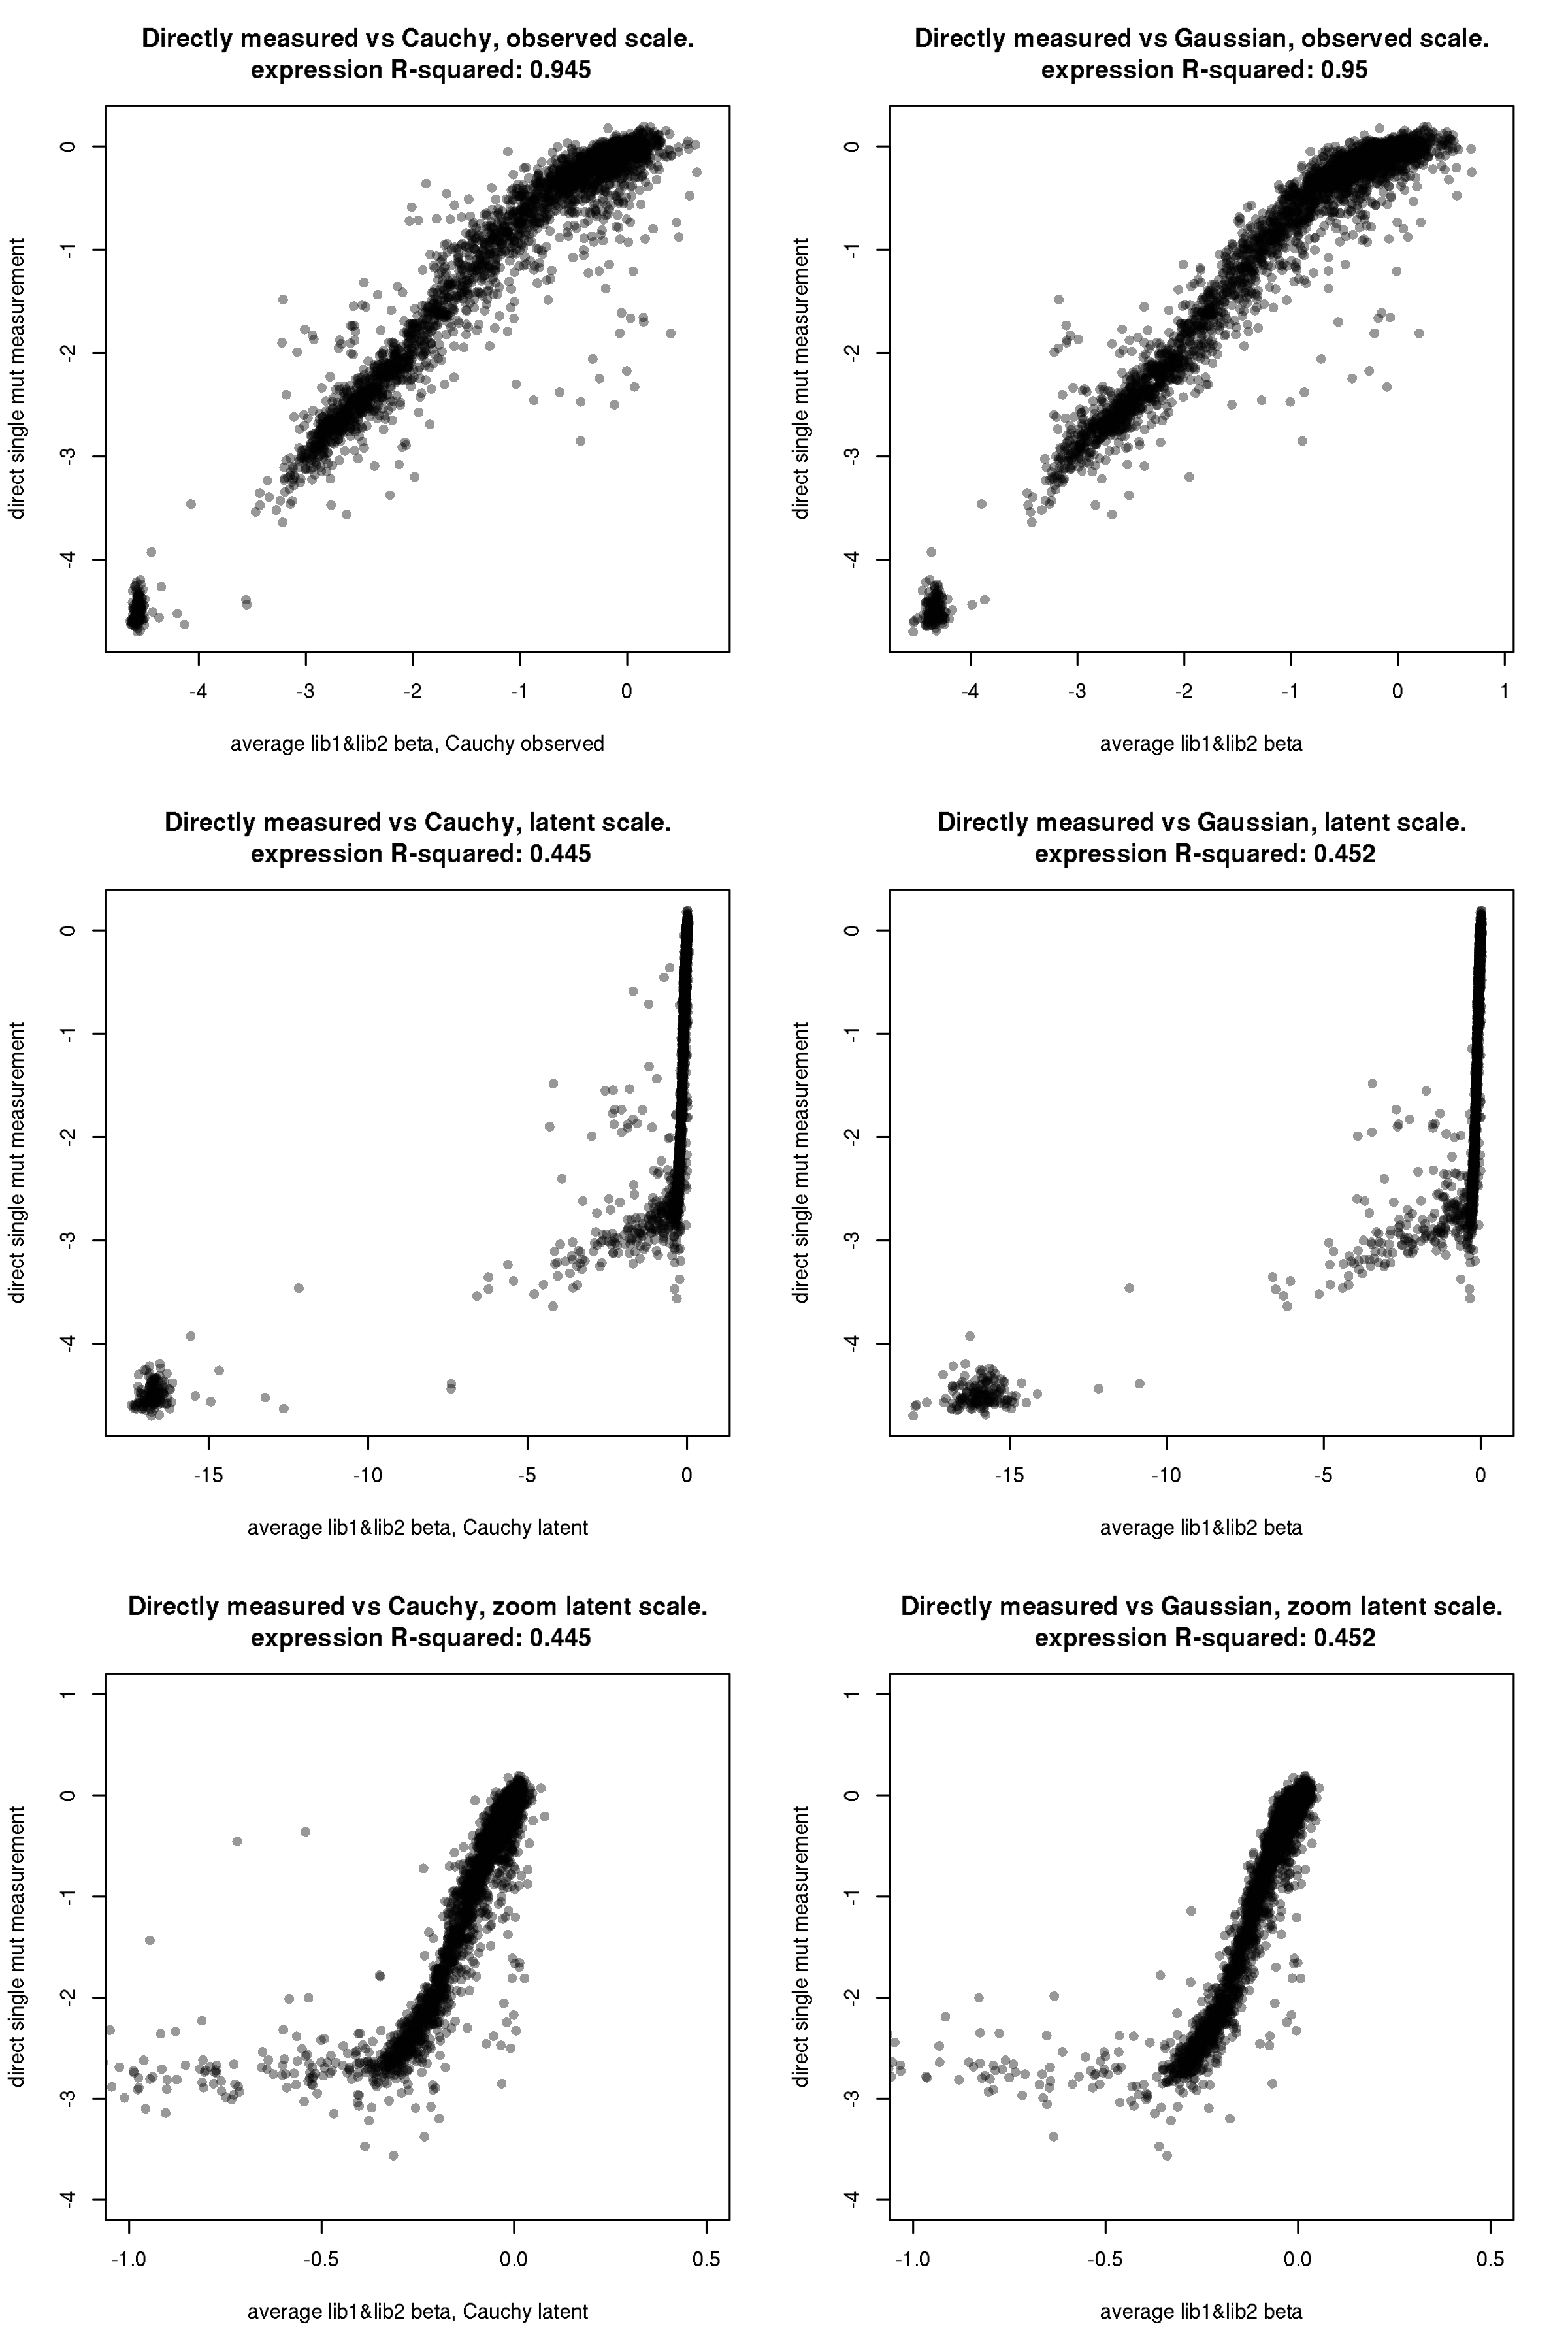 Directly measured vs Cauchy, observed scale.
expression R-squared: 0.945
direct single mut measurement
0
-1
-2
-3
-4
-4
-3
-2
-1
0
average lib1&lib2 beta, Cauchy observed
Directly measured vs Gaussian, observed scale.
expression R-squared: 0.95
direct single mut measurement
0
-1
-2
-3
-4
-4
-3
-2
-1
0
1
average lib1&lib2 beta
Directly measured vs Cauchy, latent scale.
expression R-squared: 0.445
direct single mut measurement
0
-1
-2
-3
-4
-15
-10
-5
0
average lib1&lib2 beta, Cauchy latent
Directly measured vs Gaussian, latent scale.
expression R-squared: 0.452
direct single mut measurement
0
-1
-2
-3
-4
-15
-10
-5
0
average lib1&lib2 beta
Directly measured vs Cauchy, zoom latent scale.
expression R-squared: 0.445
direct single mut measurement
1
0
-1
-2
-3
-4
-1.0
-0.5
0.0
0.5
average lib1&lib2 beta, Cauchy latent
Directly measured vs Gaussian, zoom latent scale.
expression R-squared: 0.452
direct single mut measurement
1
0
-1
-2
-3
-4
-1.0
-0.5
0.0
0.5
average lib1&lib2 beta